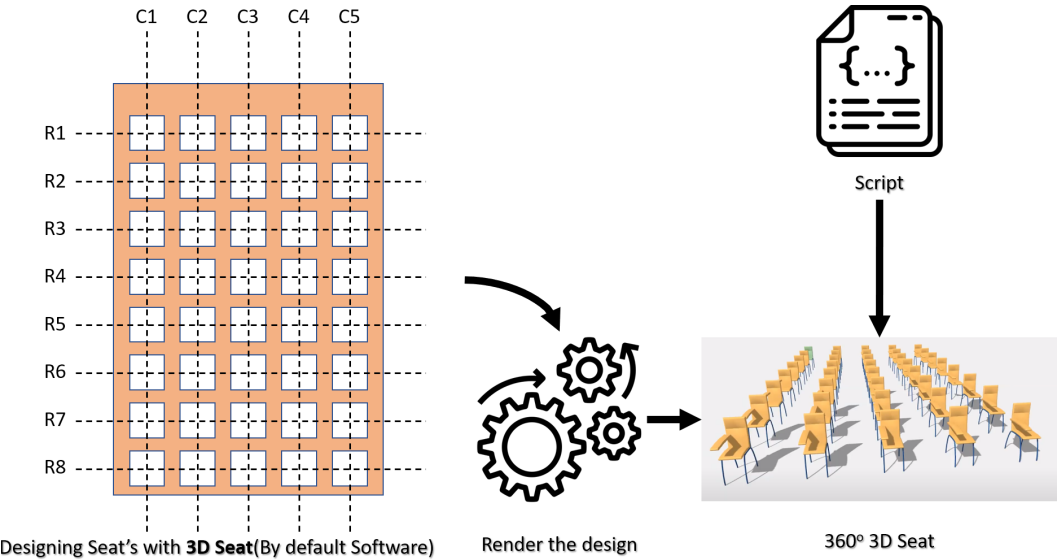 C1 C2 C3 C4 C5
R1
R2
R3
R4
R5
R6
R7
R8
{...}
Script
Designing Seat's with 3D Seat(By default Software)
Render the design
360º 3D Seat